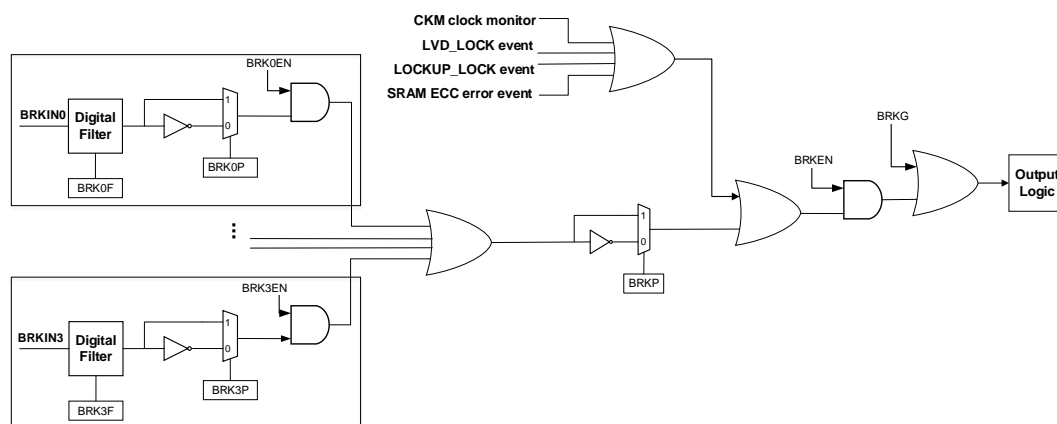 CKM clock monitor
LVD_LOCK event
LOCKUP_LOCK event
SRAM ECC error event
BRK0EN
BRKIN0
Digital
Filter
1
0
BRK0P
BRK0F
...
BRKG
BRKEN
Output
Logic
1
0
BRKP
BRK3EN
BRKIN3
Digital
Filter
1
0
BRK3P
BRK3F